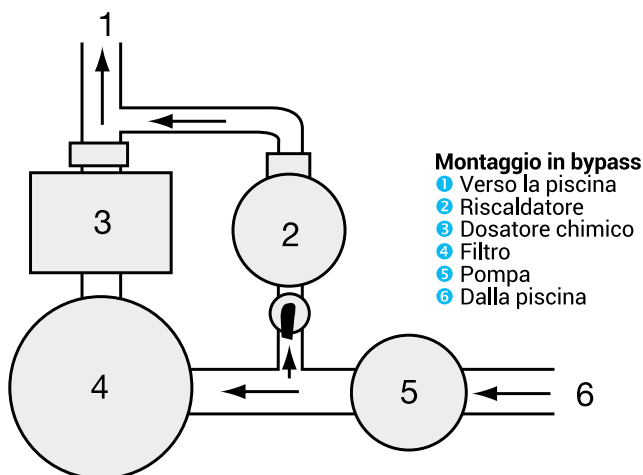 1
3
2
4
5
6
Montaggio in bypass
1 Verso la piscina
2 Riscaldatore
3 Dosatore chimico
4 Filtro
5 Pompa
6 Dalla piscina